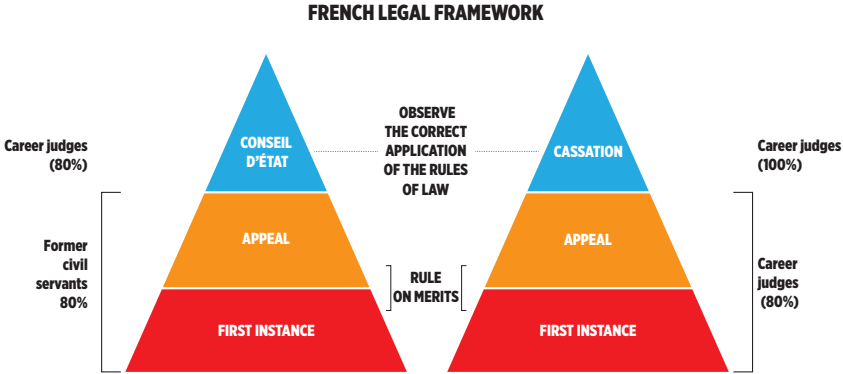 FRENCH LEGAL FRAMEWORK
Career judges
(80%)
CONSEIL
D'ÉTAT
OBSERVE
THE CORRECT
APPLICATION
OF THE RULES
OF LAW
CASSATION
Career judges
(100%)
Former
civil
servants
80%
APPEAL
APPEAL
RULE
ON MERITS
Career
judges
(80%)
FIRST INSTANCE
FIRST INSTANCE